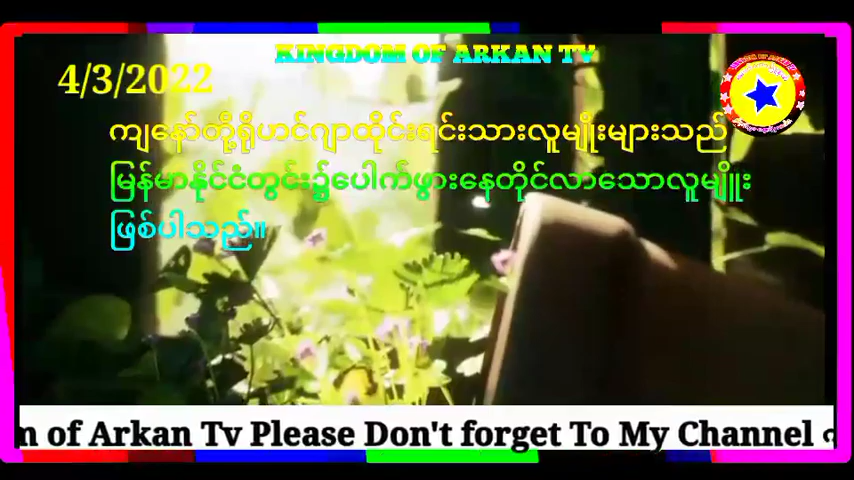 KINGDOM OF ARKAN TV
4/3/2022
ကျနော်တို့ရိုဟင်ဂျာထိုင်းရင်းသားလူမျိုးများသည်
မြန်မာနိုင်ငံတွင်း၌ပေါက်ဖွားနေတိုင်လာသောလူမျိူး
ဖြစ်ပါသည်။
of Arkan Tv Please Don't forget To My Channel